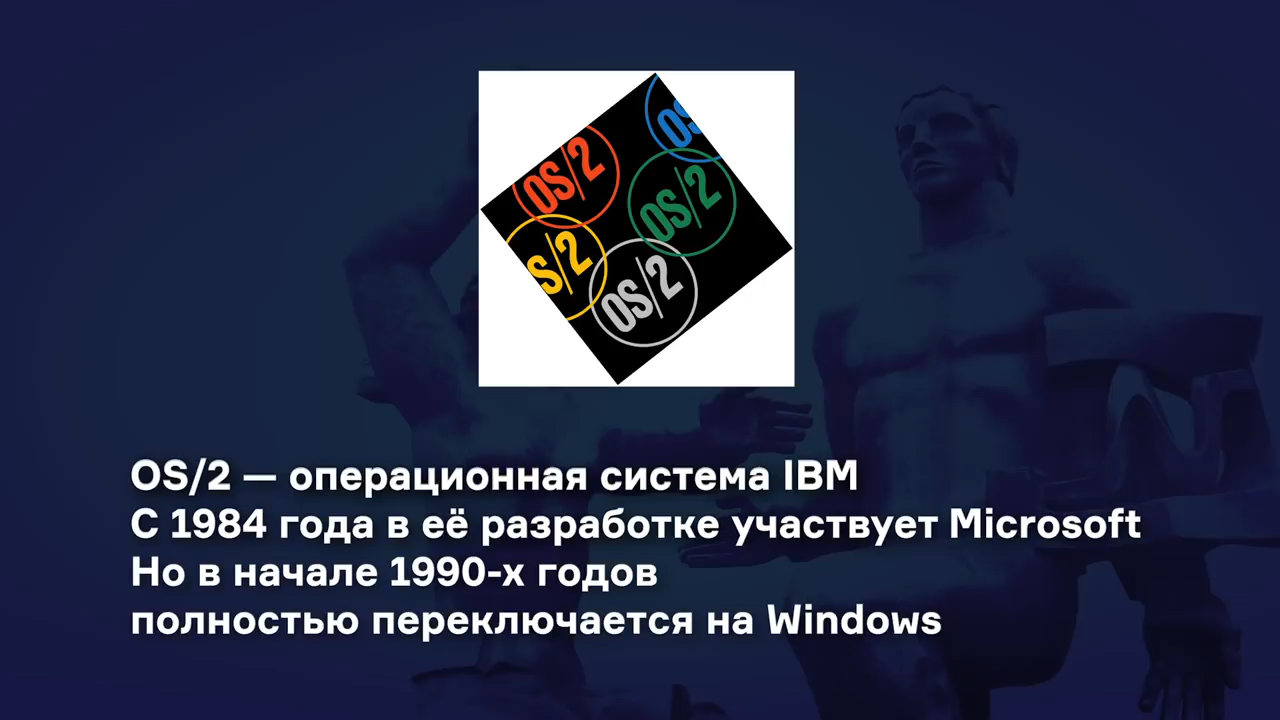 OS
OS/2
OS/2
S/2
OS/2
OS/2 — операционная система IBM
С 1984 года в её разработке участвует Microsoft
Но в начале 1990-х годов
полностью переключается на Windows